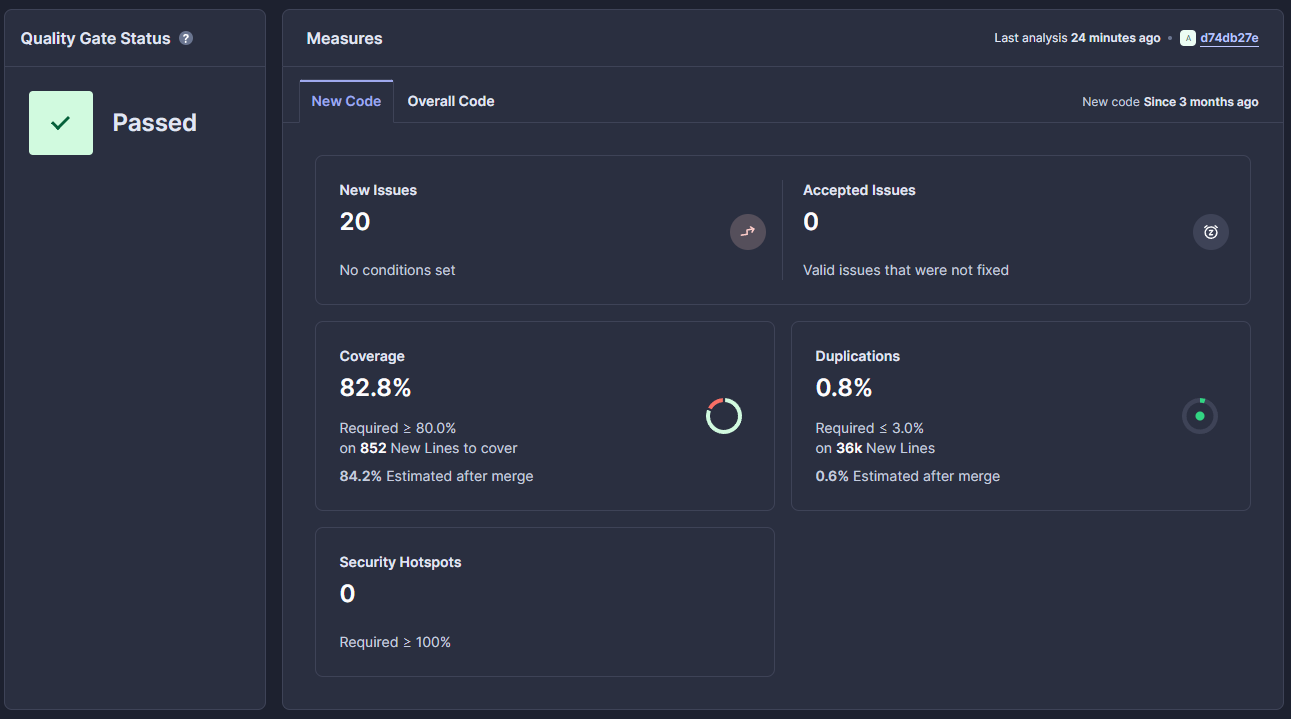 Quality Gate Status ?
Passed
Measures
Last analysis 24 minutes ago • A d74db27e
New Code
Overall Code
New code Since 3 months ago
New Issues
20
No conditions set
Accepted Issues
0
Valid issues that were not fixed
Coverage
82.8%
Required ≥ 80.0%
on 852 New Lines to cover
84.2% Estimated after merge
Duplications
0.8%
Required ≤ 3.0%
on 36k New Lines
0.6% Estimated after merge
Security Hotspots
0
Required ≥ 100%